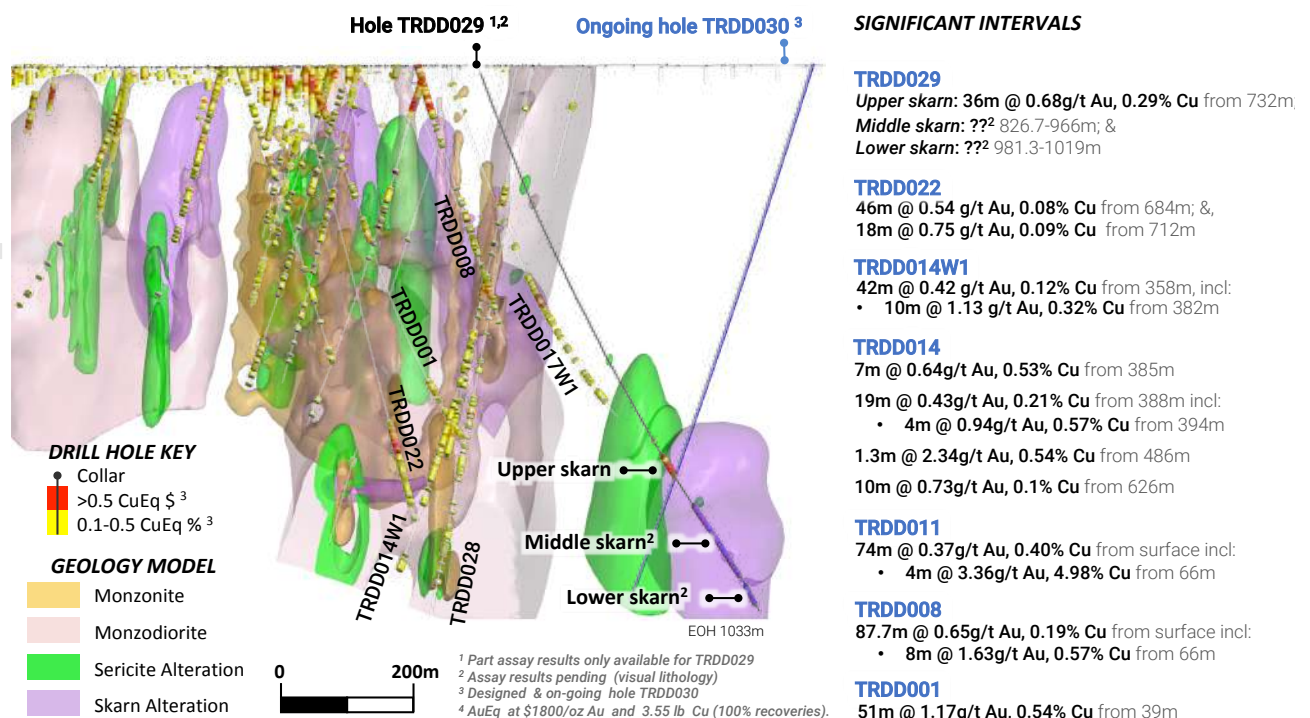 Hole TRDD029 ¹,²
Ongoing hole TRDD030 ³
TRDD008
TRDD001
TRDD017W1
TRDD022
TRDD014W1
TRDD028
Upper skarn
Middle skarn²
Lower skarn²
EOH 1033m
DRILL HOLE KEY
Collar
>0.5 CuEq $ ³
0.1-0.5 CuEq % ³
GEOLOGY MODEL
Monzonite
Monzodiorite
Sericite Alteration
Skarn Alteration
0 200m
¹ Part assay results only available for TRDD029
² Assay results pending (visual lithology)
³ Designed & on-going hole TRDD030
⁴ AuEq at $1800/oz Au and 3.55 lb Cu (100% recoveries).
SIGNIFICANT INTERVALS
TRDD029
Upper skarn: 36m @ 0.68g/t Au, 0.29% Cu from 732m;
Middle skarn: ??² 826.7-966m; &
Lower skarn: ??² 981.3-1019m
TRDD022
46m @ 0.54 g/t Au, 0.08% Cu from 684m; &,
18m @ 0.75 g/t Au, 0.09% Cu from 712m
TRDD014W1
42m @ 0.42 g/t Au, 0.12% Cu from 358m, incl:
• 10m @ 1.13 g/t Au, 0.32% Cu from 382m
TRDD014
7m @ 0.64g/t Au, 0.53% Cu from 385m
19m @ 0.43g/t Au, 0.21% Cu from 388m incl:
• 4m @ 0.94g/t Au, 0.57% Cu from 394m
1.3m @ 2.34g/t Au, 0.54% Cu from 486m
10m @ 0.73g/t Au, 0.1% Cu from 626m
TRDD011
74m @ 0.37g/t Au, 0.40% Cu from surface incl:
• 4m @ 3.36g/t Au, 4.98% Cu from 66m
TRDD008
87.7m @ 0.65g/t Au, 0.19% Cu from surface incl:
• 8m @ 1.63g/t Au, 0.57% Cu from 66m
TRDD001
51m @ 1.17g/t Au, 0.54% Cu from 39m